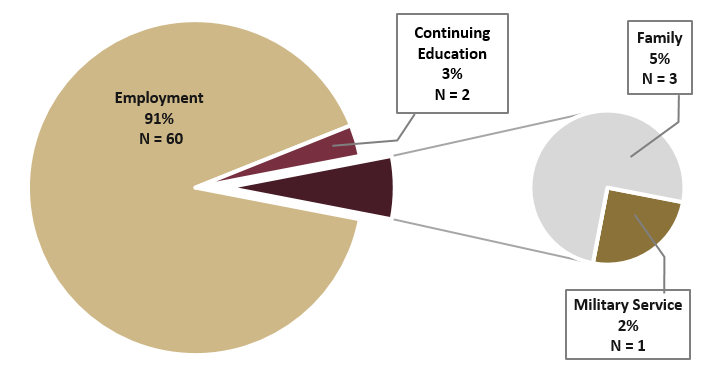 Employment
91%
N = 60
Continuing
Education
3%
N = 2
Family
5%
N = 3
Military Service
2%
N = 1